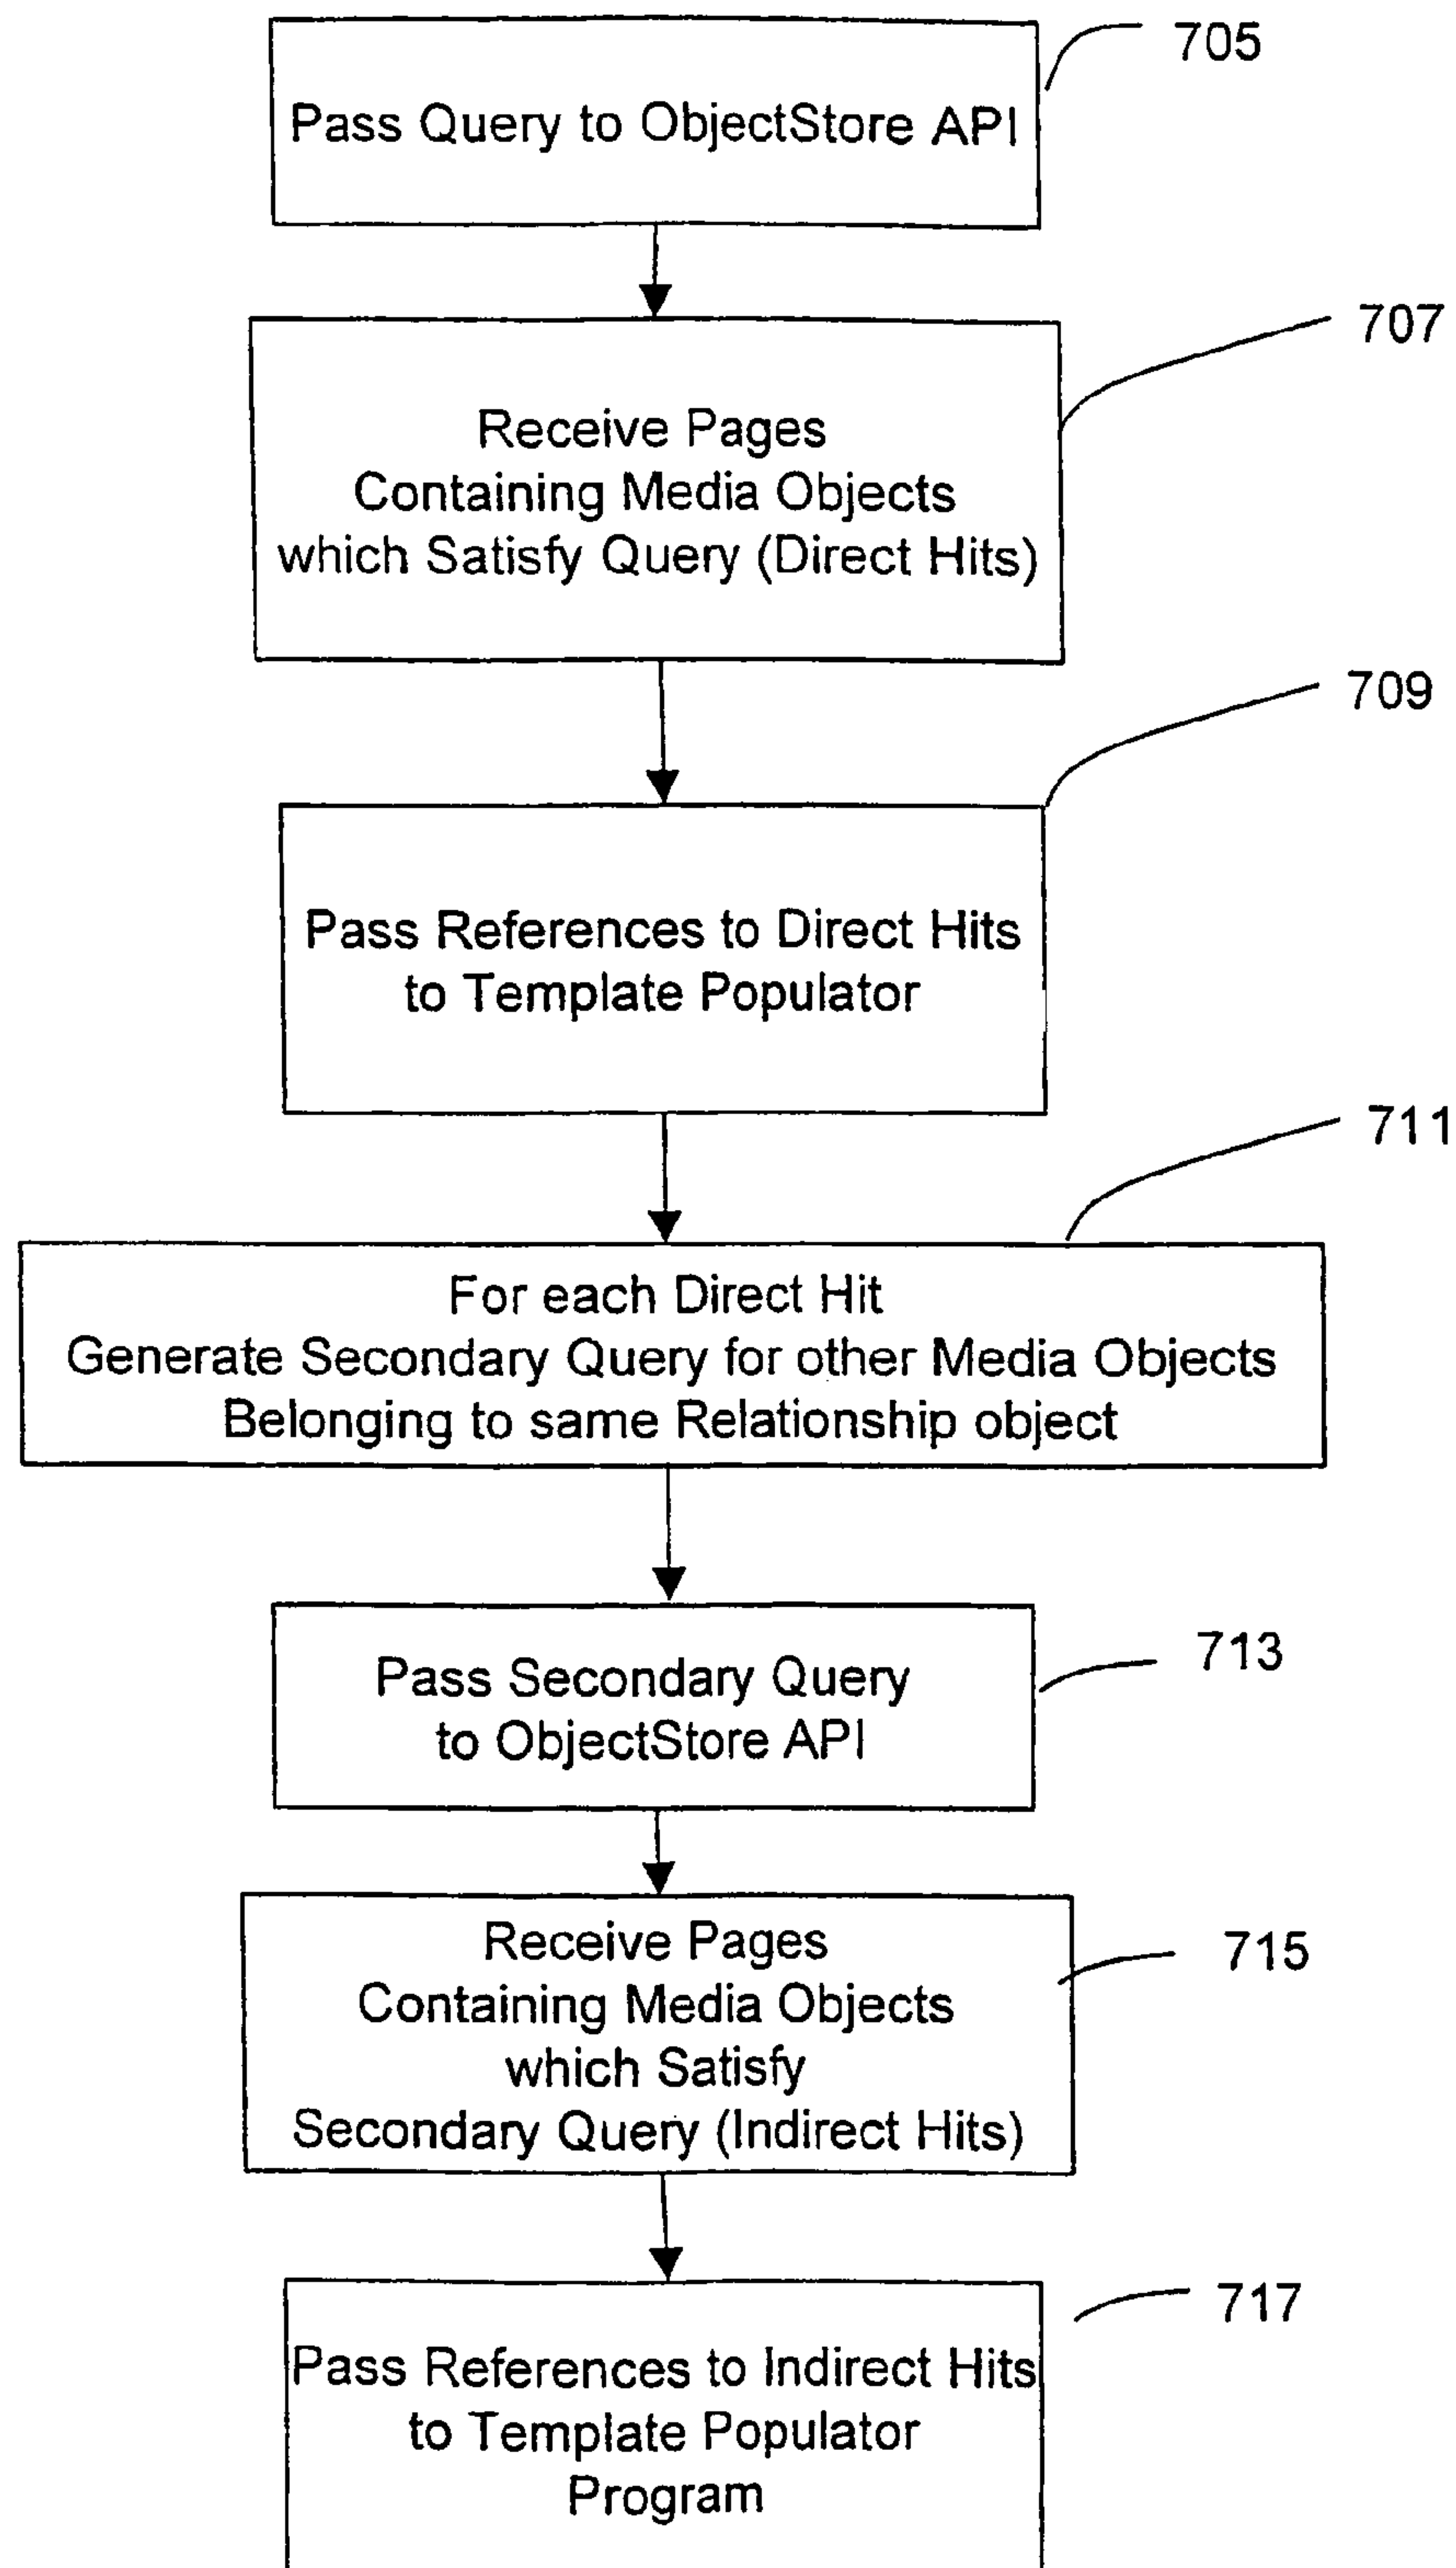 705
Pass Query to ObjectStore API
707
Receive Pages
Containing Media Objects
which Satisfy Query (Direct Hits)
709
Pass References to Direct Hits
to Template Populator
711
For each Direct Hit
Generate Secondary Query for other Media Objects
Belonging to same Relationship object
713
Pass Secondary Query
to ObjectStore API
715
Receive Pages
Containing Media Objects
which Satisfy
Secondary Query (Indirect Hits)
717
Pass References to Indirect Hits
to Template Populator
Program